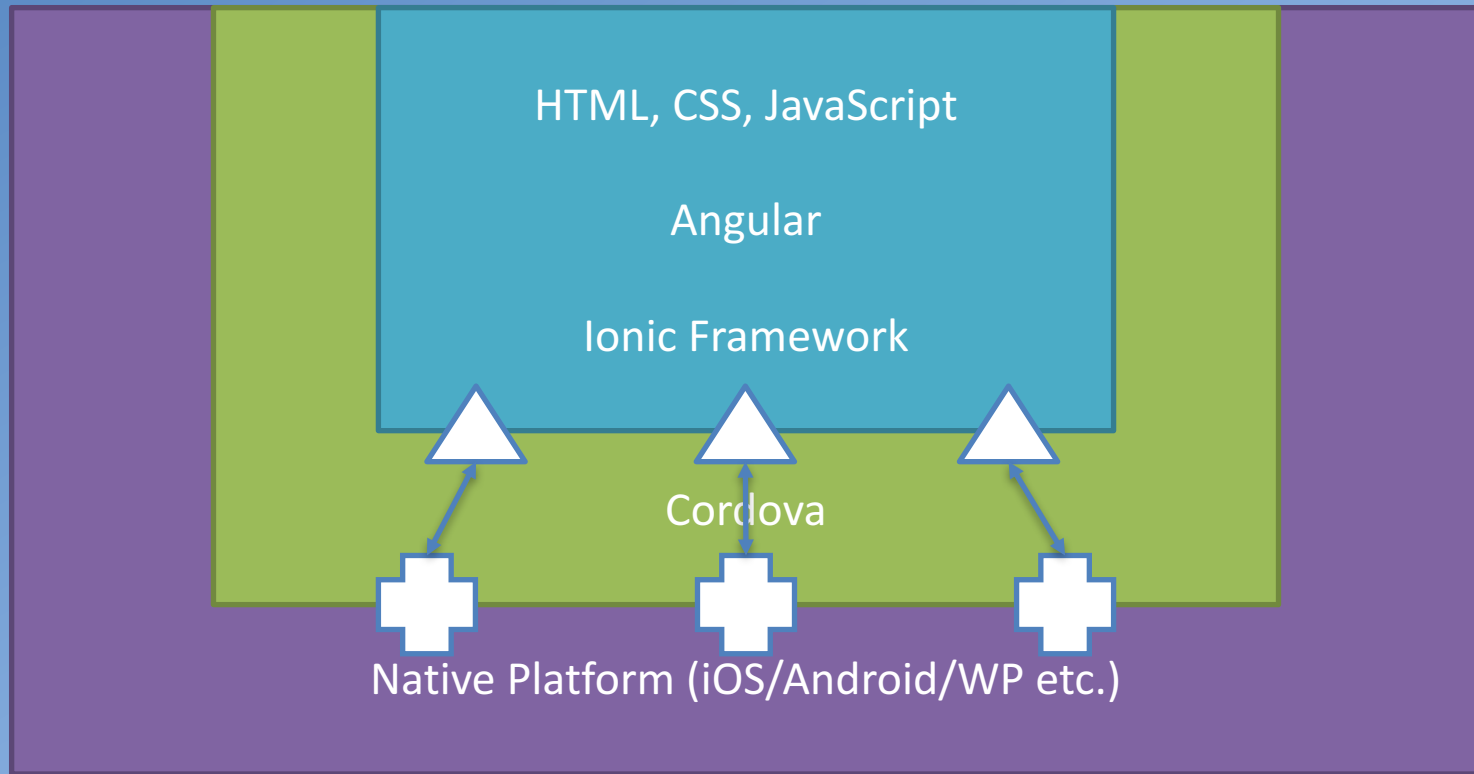 HTML, CSS, JavaScript
Angular
Ionic Framework
Cordova
Native Platform (iOS/Android/WP etc.)